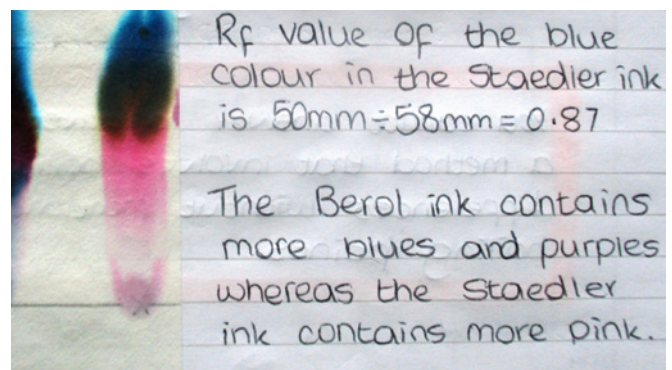 Rf value of the blue
colour in the Staedler ink
is 50mm÷58mm = 0.87
The Berol ink contains
more blues and purples
whereas the Staedler
ink contains more pink.